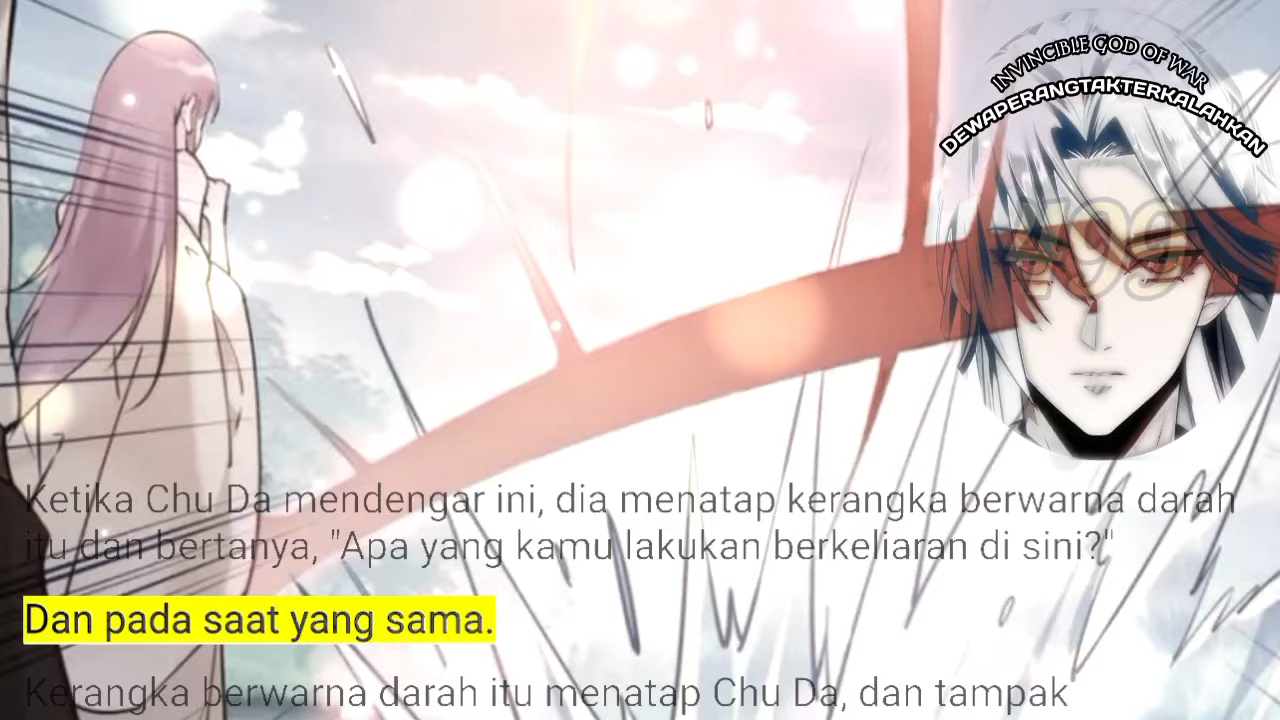 INVINCIBLE GOD OF WAR
DEWAPERANGTAKTERKALAHKAN
499
Ketika Chu Da mendengar ini, dia menatap kerangka berwarna darah
itu dan bertanya, "Apa yang kamu lakukan berkeliaran di sini?"
Dan pada saat yang sama.
Kerangka berwarna darah itu menatap Chu Da, dan tampak